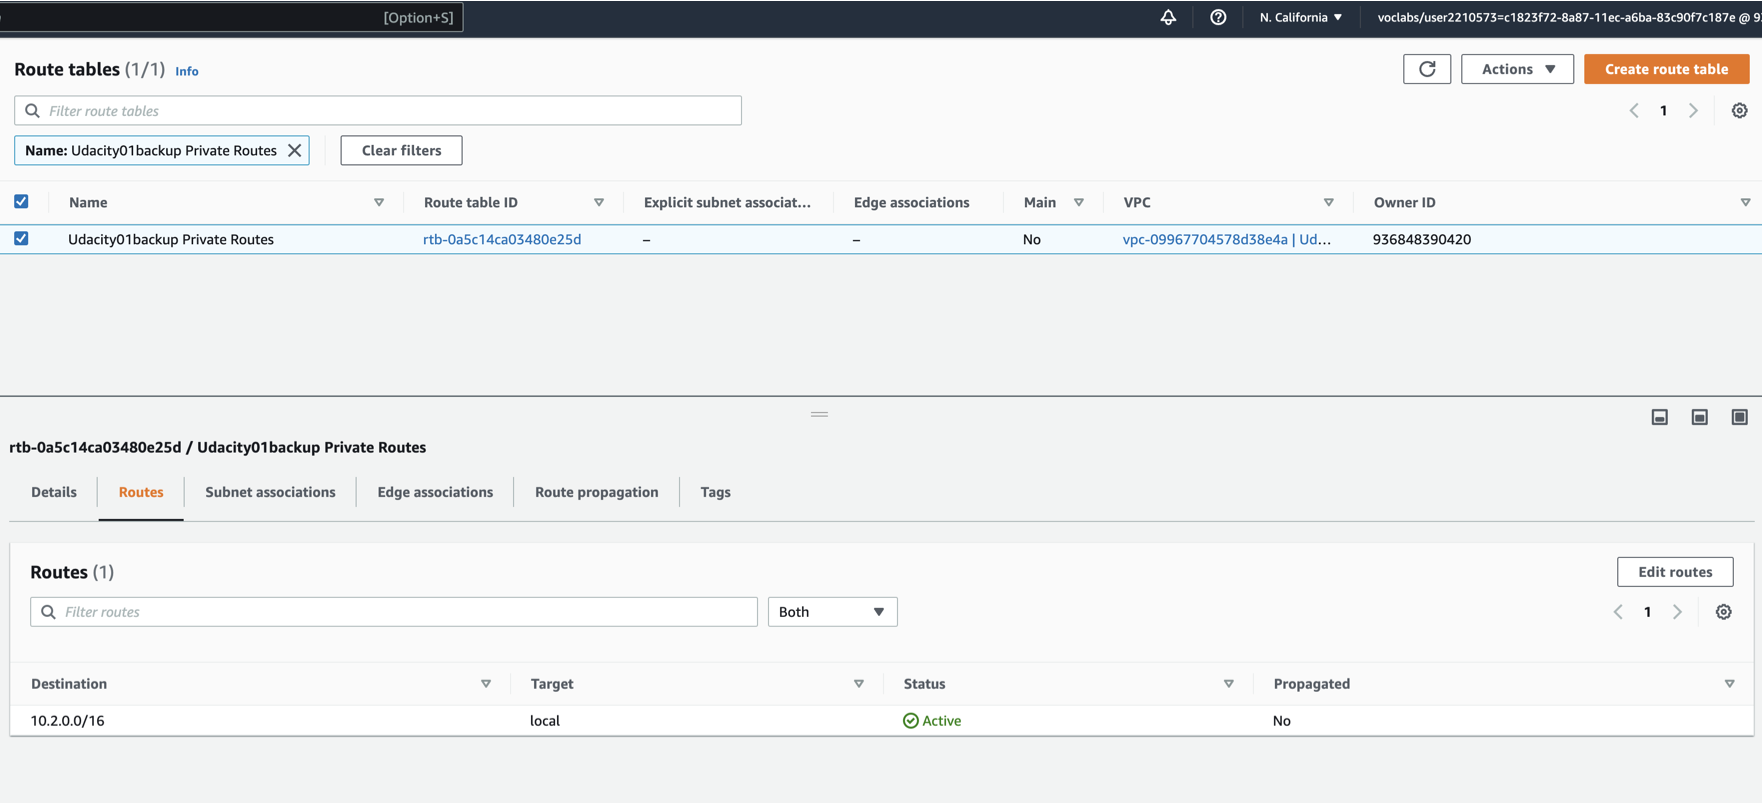 [Option+S]
N. California ▼
voclabs/user2210573=c1823f72-8a87-11ec-a6ba-83c90f7c187e @ 93
Route tables (1/1) Info
Actions ▼
Create route table
Filter route tables
1
Name: Udacity01backup Private Routes
Clear filters
Name
Route table ID
Explicit subnet associat...
Edge associations
Main
VPC
Owner ID
Udacity01backup Private Routes
rtb-0a5c14ca03480e25d
–
–
No
vpc-09967704578d38e4a | Ud...
936848390420
rtb-0a5c14ca03480e25d / Udacity01backup Private Routes
Details
Routes
Subnet associations
Edge associations
Route propagation
Tags
Routes (1)
Edit routes
Filter routes
Both
1
Destination
Target
Status
Propagated
10.2.0.0/16
local
Active
No